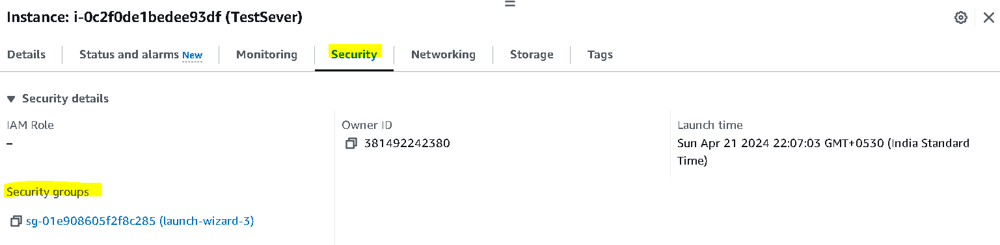 Instance: i-0c2f0de1bedee93df (TestSever)
Details Status and alarms New Monitoring Security Networking Storage Tags
▼ Security details
IAM Role
–
Owner ID
381492242380
Launch time
Sun Apr 21 2024 22:07:03 GMT+0530 (India Standard
Time)
Security groups
sg-01e908605f2f8c285 (launch-wizard-3)